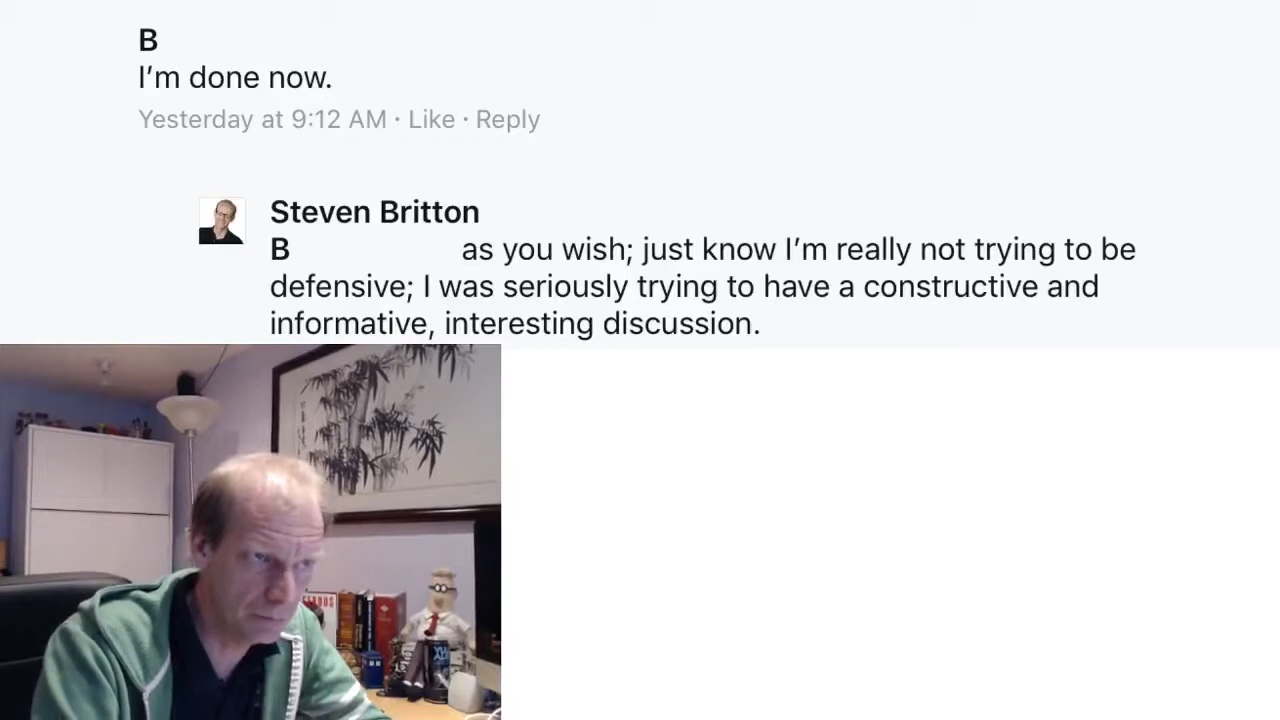 B
I'm done now.
Yesterday at 9:12 AM · Like · Reply
Steven Britton
B as you wish; just know I'm really not trying to be
defensive; I was seriously trying to have a constructive and
informative, interesting discussion.